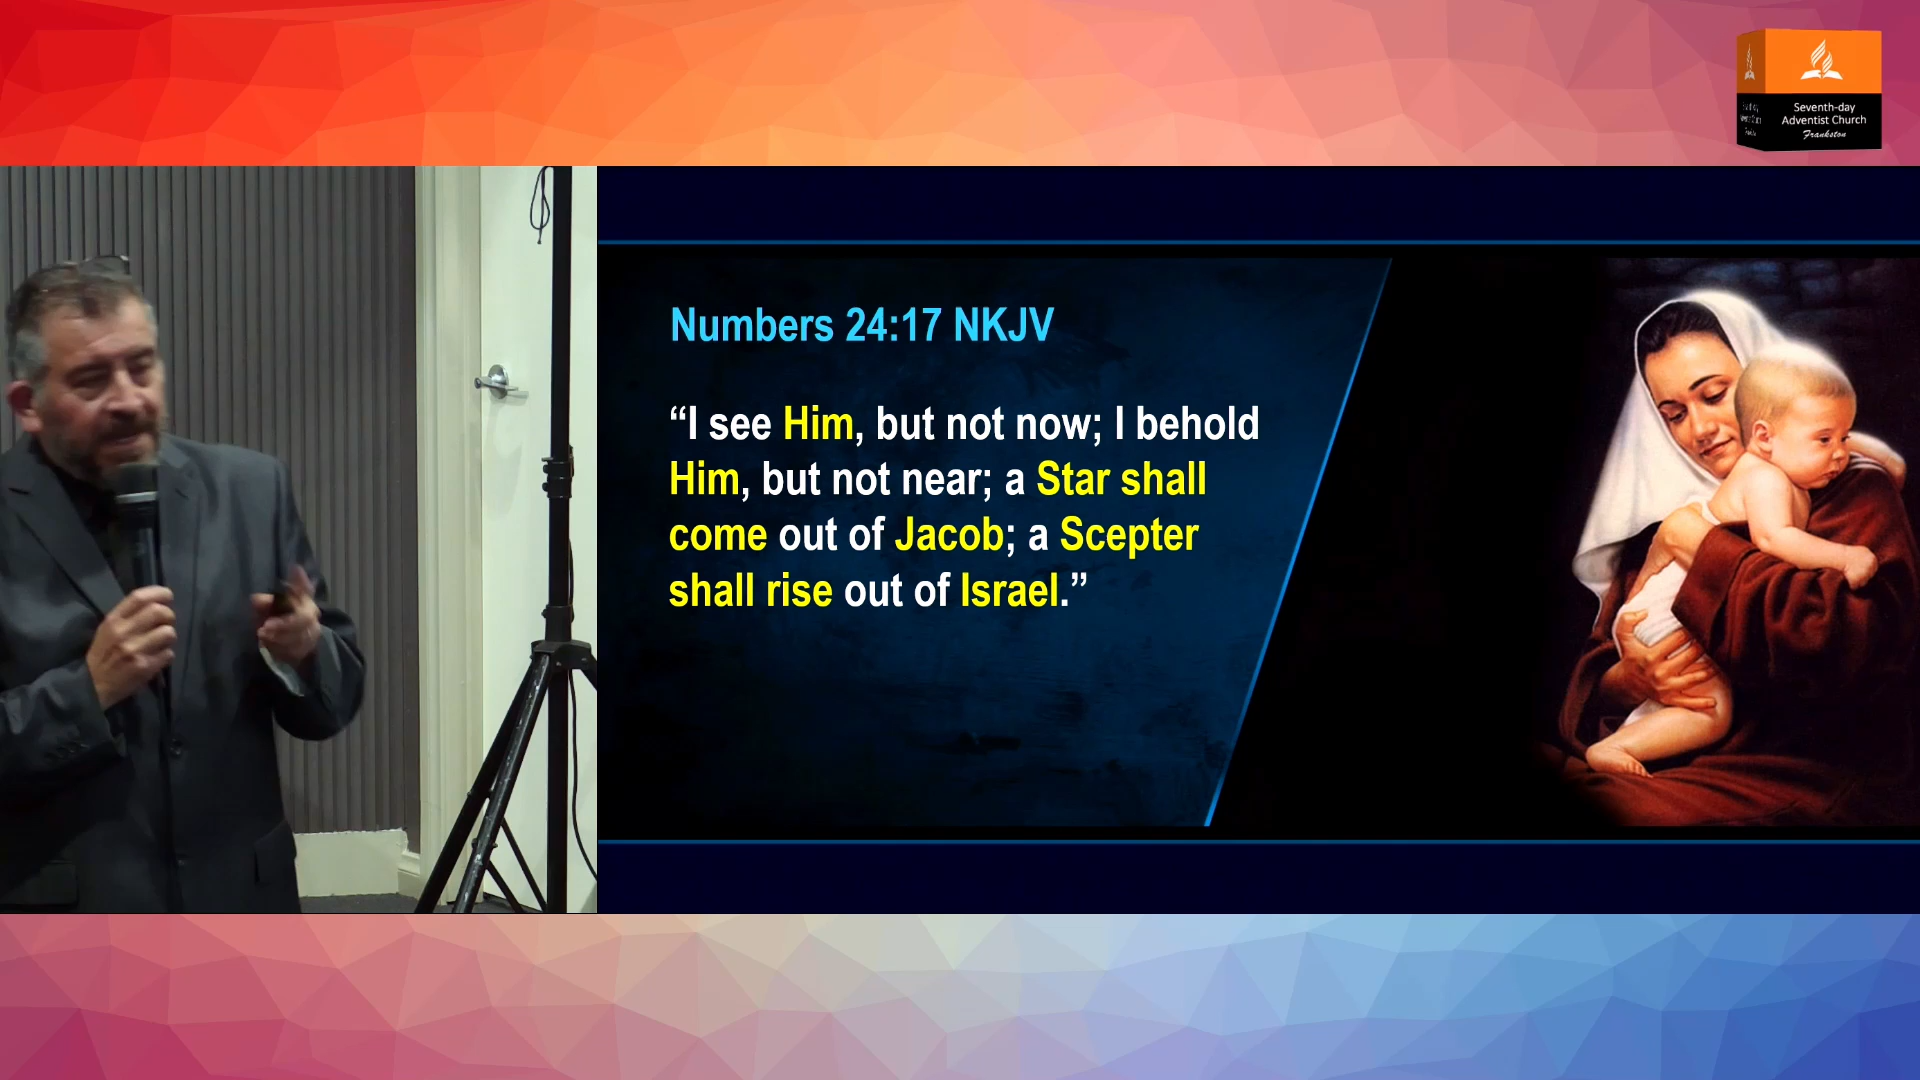 Seventh-day
Adventist Church
Frankston
Numbers 24:17 NKJV
“I see Him, but not now; I behold
Him, but not near; a Star shall
come out of Jacob; a Scepter
shall rise out of Israel.”